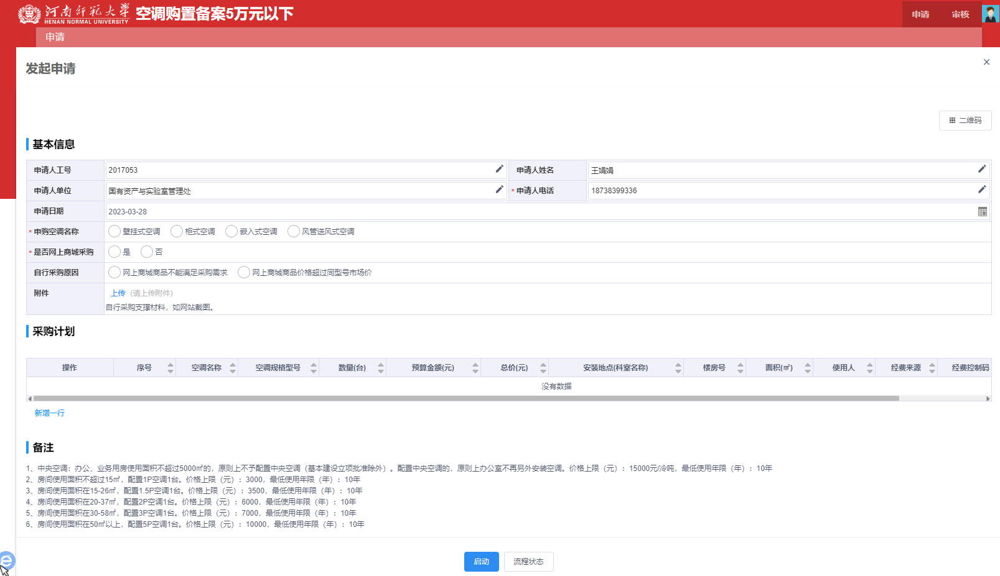 河南师范大学
HENAN NORMAL UNIVERSITY
空调购置备案5万元以下
申请 审核
申请
发起申请
×
二维码
基本信息
申请人工号 2017053 申请人姓名 王娟娟
申请人单位 国有资产与实验室管理处 * 申请人电话 18738399336
申请日期 2023-03-28
* 申购空调名称 壁挂式空调 柜式空调 嵌入式空调 风管送风式空调
* 是否网上商城采购 是 否
自行采购原因 网上商城商品不能满足采购需求 网上商城商品价格超过同型号市场价
附件 上传 (请上传附件)
自行采购支撑材料，如网站截图。
采购计划
操作 序号 空调名称 空调规格型号 数量(台) 预算金额(元) 总价(元) 安装地点(科室名称) 楼房号 面积(㎡) 使用人 经费来源 经费控制码
没有数据
新增一行
备注
1、中央空调：办公、业务用房使用面积不超过5000㎡的，原则上不予配置中央空调（基本建设立项批准除外）。配置中央空调的，原则上办公室不再另外安装空调。价格上限（元）：15000元/冷吨，最低使用年限（年）：10年
2、房间使用面积不超过15㎡，配置1P空调1台。价格上限（元）：3000，最低使用年限（年）：10年
3、房间使用面积在15-26㎡，配置1.5P空调1台。价格上限（元）：3500，最低使用年限（年）：10年
4、房间使用面积在20-37㎡，配置2P空调1台。价格上限（元）：6000，最低使用年限（年）：10年
5、房间使用面积在30-58㎡，配置3P空调1台。价格上限（元）：7000，最低使用年限（年）：10年
6、房间使用面积在50㎡以上，配置5P空调1台。价格上限（元）：10000，最低使用年限（年）：10年
启动 流程状态